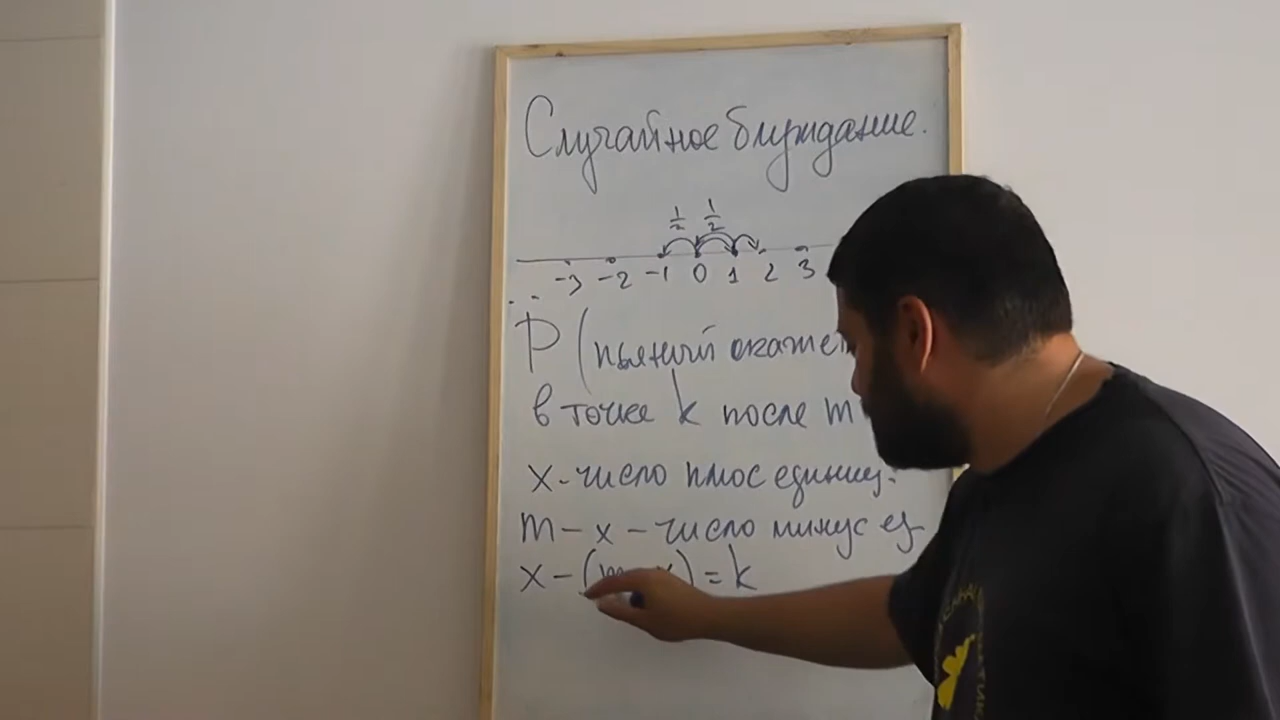 Случайное блуждание.
1/2 1/2
-3 -2 -1 0 1 2 3
P (пьяный окажет
в точке k после m
x - число плюс единиц.
m - x - число минус ед
x - (m - x) = k